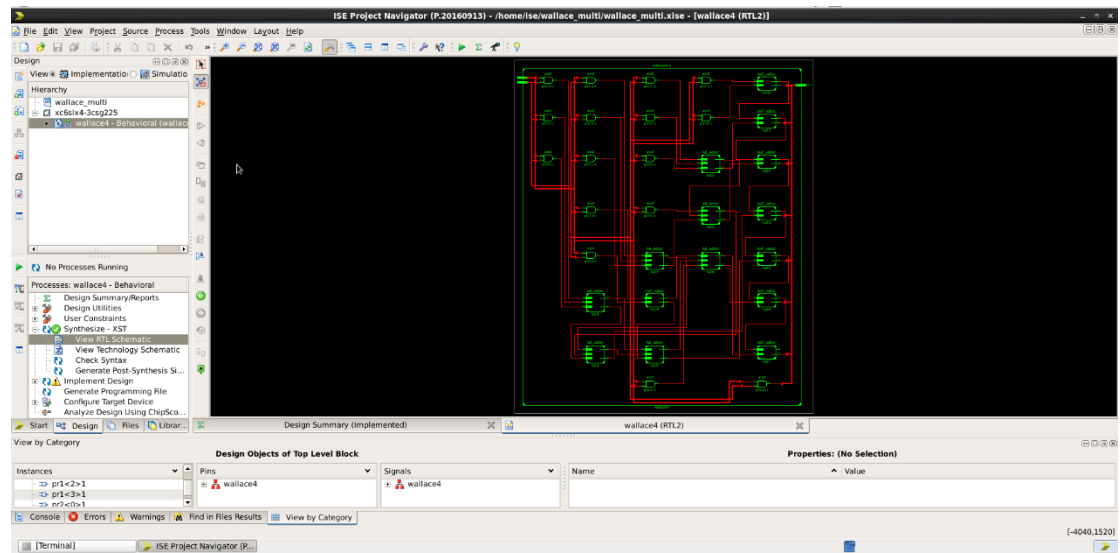 ISE Project Navigator (P.20160913) - /home/ise/wallace_multi/wallace_multi.xise - [wallace4 (RTL2)]
File Edit View Project Source Process Tools Window Layout Help
Design
View: Implementation Simulatio
Hierarchy
wallace_multi
xc6slx4-3csg225
wallace4 - Behavioral (wallace
No Processes Running
Processes: wallace4 - Behavioral
Design Summary/Reports
Design Utilities
User Constraints
Synthesize - XST
View RTL Schematic
View Technology Schematic
Check Syntax
Generate Post-Synthesis Si...
Implement Design
Generate Programming File
Configure Target Device
Analyze Design Using ChipSco...
Start Design Files Librar... Design Summary (Implemented) wallace4 (RTL2)
View by Category
Design Objects of Top Level Block Properties: (No Selection)
Instances Pins Signals Name Value
pr1<2>1 wallace4 wallace4
pr1<3>1
pr2<0>1
Console Errors Warnings Find in Files Results View by Category
[-4040,1520]
[Terminal] ISE Project Navigator (P...